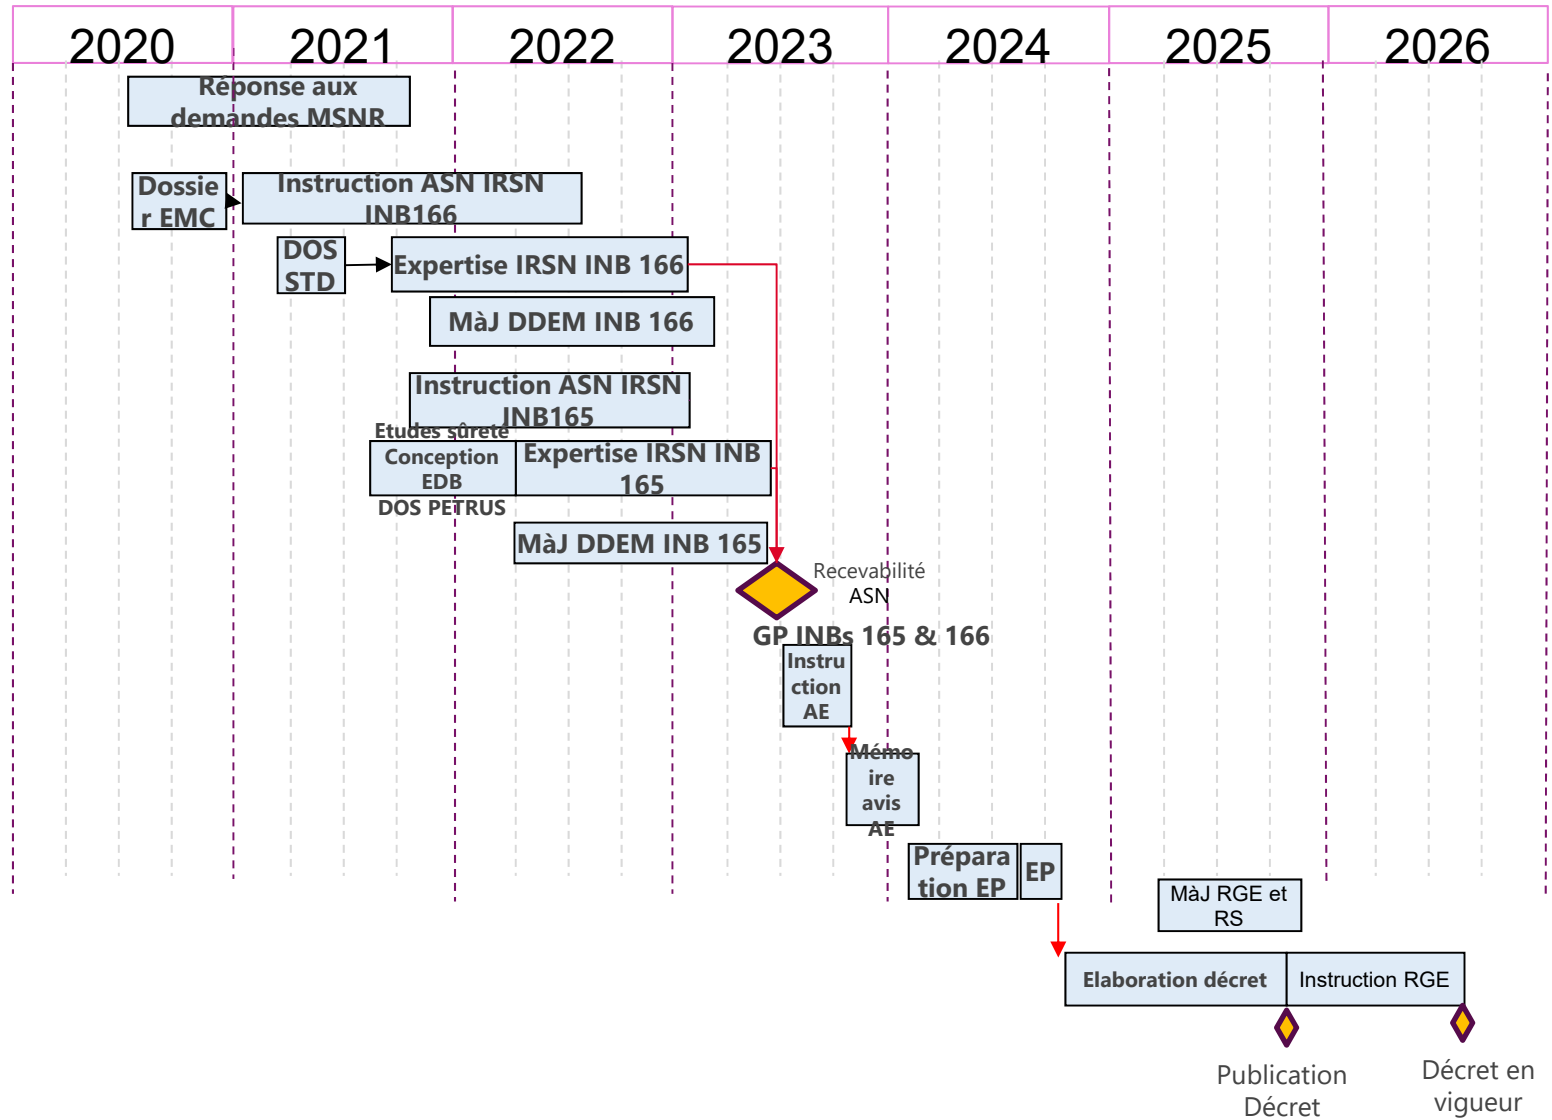 2020 2021 2022 2023 2024 2025 2026
Réponse aux
demandes MSNR
Dossie
r EMC
Instruction ASN IRSN
INB166
DOS
STD
Expertise IRSN INB 166
MàJ DDEM INB 166
Instruction ASN IRSN
INB165
Etudes sûreté
Conception
EDB
DOS PETRUS
Expertise IRSN INB
165
MàJ DDEM INB 165
Recevabilité
ASN
GP INBs 165 & 166
Instru
ction
AE
Mémo
ire
avis
AE
Prépara
tion EP
EP
MàJ RGE et
RS
Elaboration décret
Instruction RGE
Publication
Décret
Décret en
vigueur